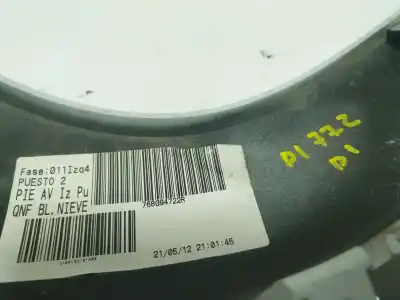 Fase:011Izq4
PUESTO 2
PIE AV Iz Pu
QNF BL.NIEVE
768094722R
21/05/12 21:01:45
D1772
D1